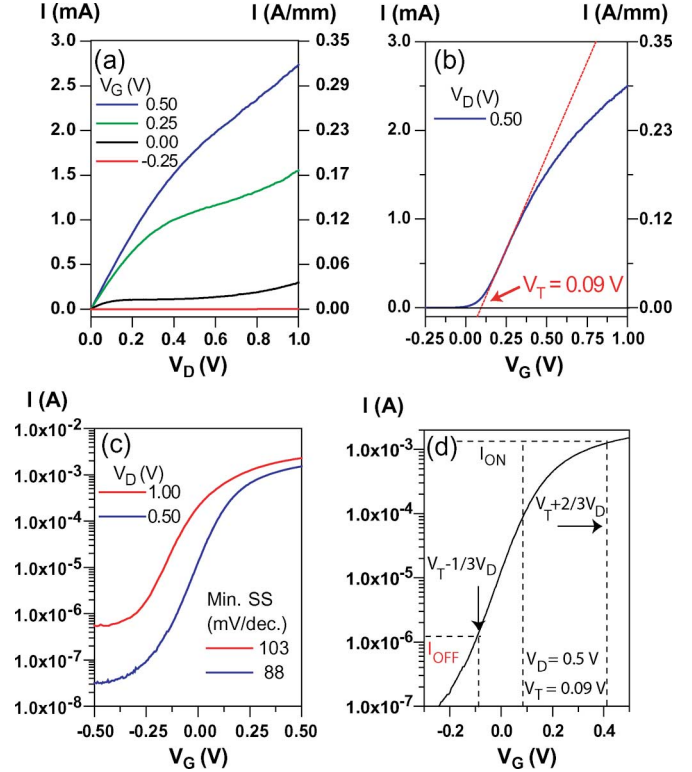 I (mA)
I (A/mm)
(a)
V_G (V)
0.50
0.25
0.00
-0.25
3.0
2.5
2.0
1.5
1.0
0.5
0.0
0.35
0.29
0.23
0.17
0.12
0.06
0.00
0.0 0.2 0.4 0.6 0.8 1.0
V_D (V)
I (mA)
I (A/mm)
(b)
V_D(V)
0.50
3.0
2.0
1.0
0.0
0.35
0.23
0.12
0.00
V_T = 0.09 V
-0.25 0.00 0.25 0.50 0.75 1.00
V_G (V)
I (A)
(c)
V_D (V)
1.00
0.50
1.0x10⁻²
1.0x10⁻³
1.0x10⁻⁴
1.0x10⁻⁵
1.0x10⁻⁶
1.0x10⁻⁷
1.0x10⁻⁸
Min. SS
(mV/dec.)
103
88
-0.50 -0.25 0.00 0.25 0.50
V_G (V)
I (A)
(d)
1.0x10⁻³
1.0x10⁻⁴
1.0x10⁻⁵
1.0x10⁻⁶
1.0x10⁻⁷
I_ON
V_T+2/3V_D
V_T-1/3V_D
I_OFF
V_D = 0.5 V
V_T = 0.09 V
-0.2 0.0 0.2 0.4
V_G (V)